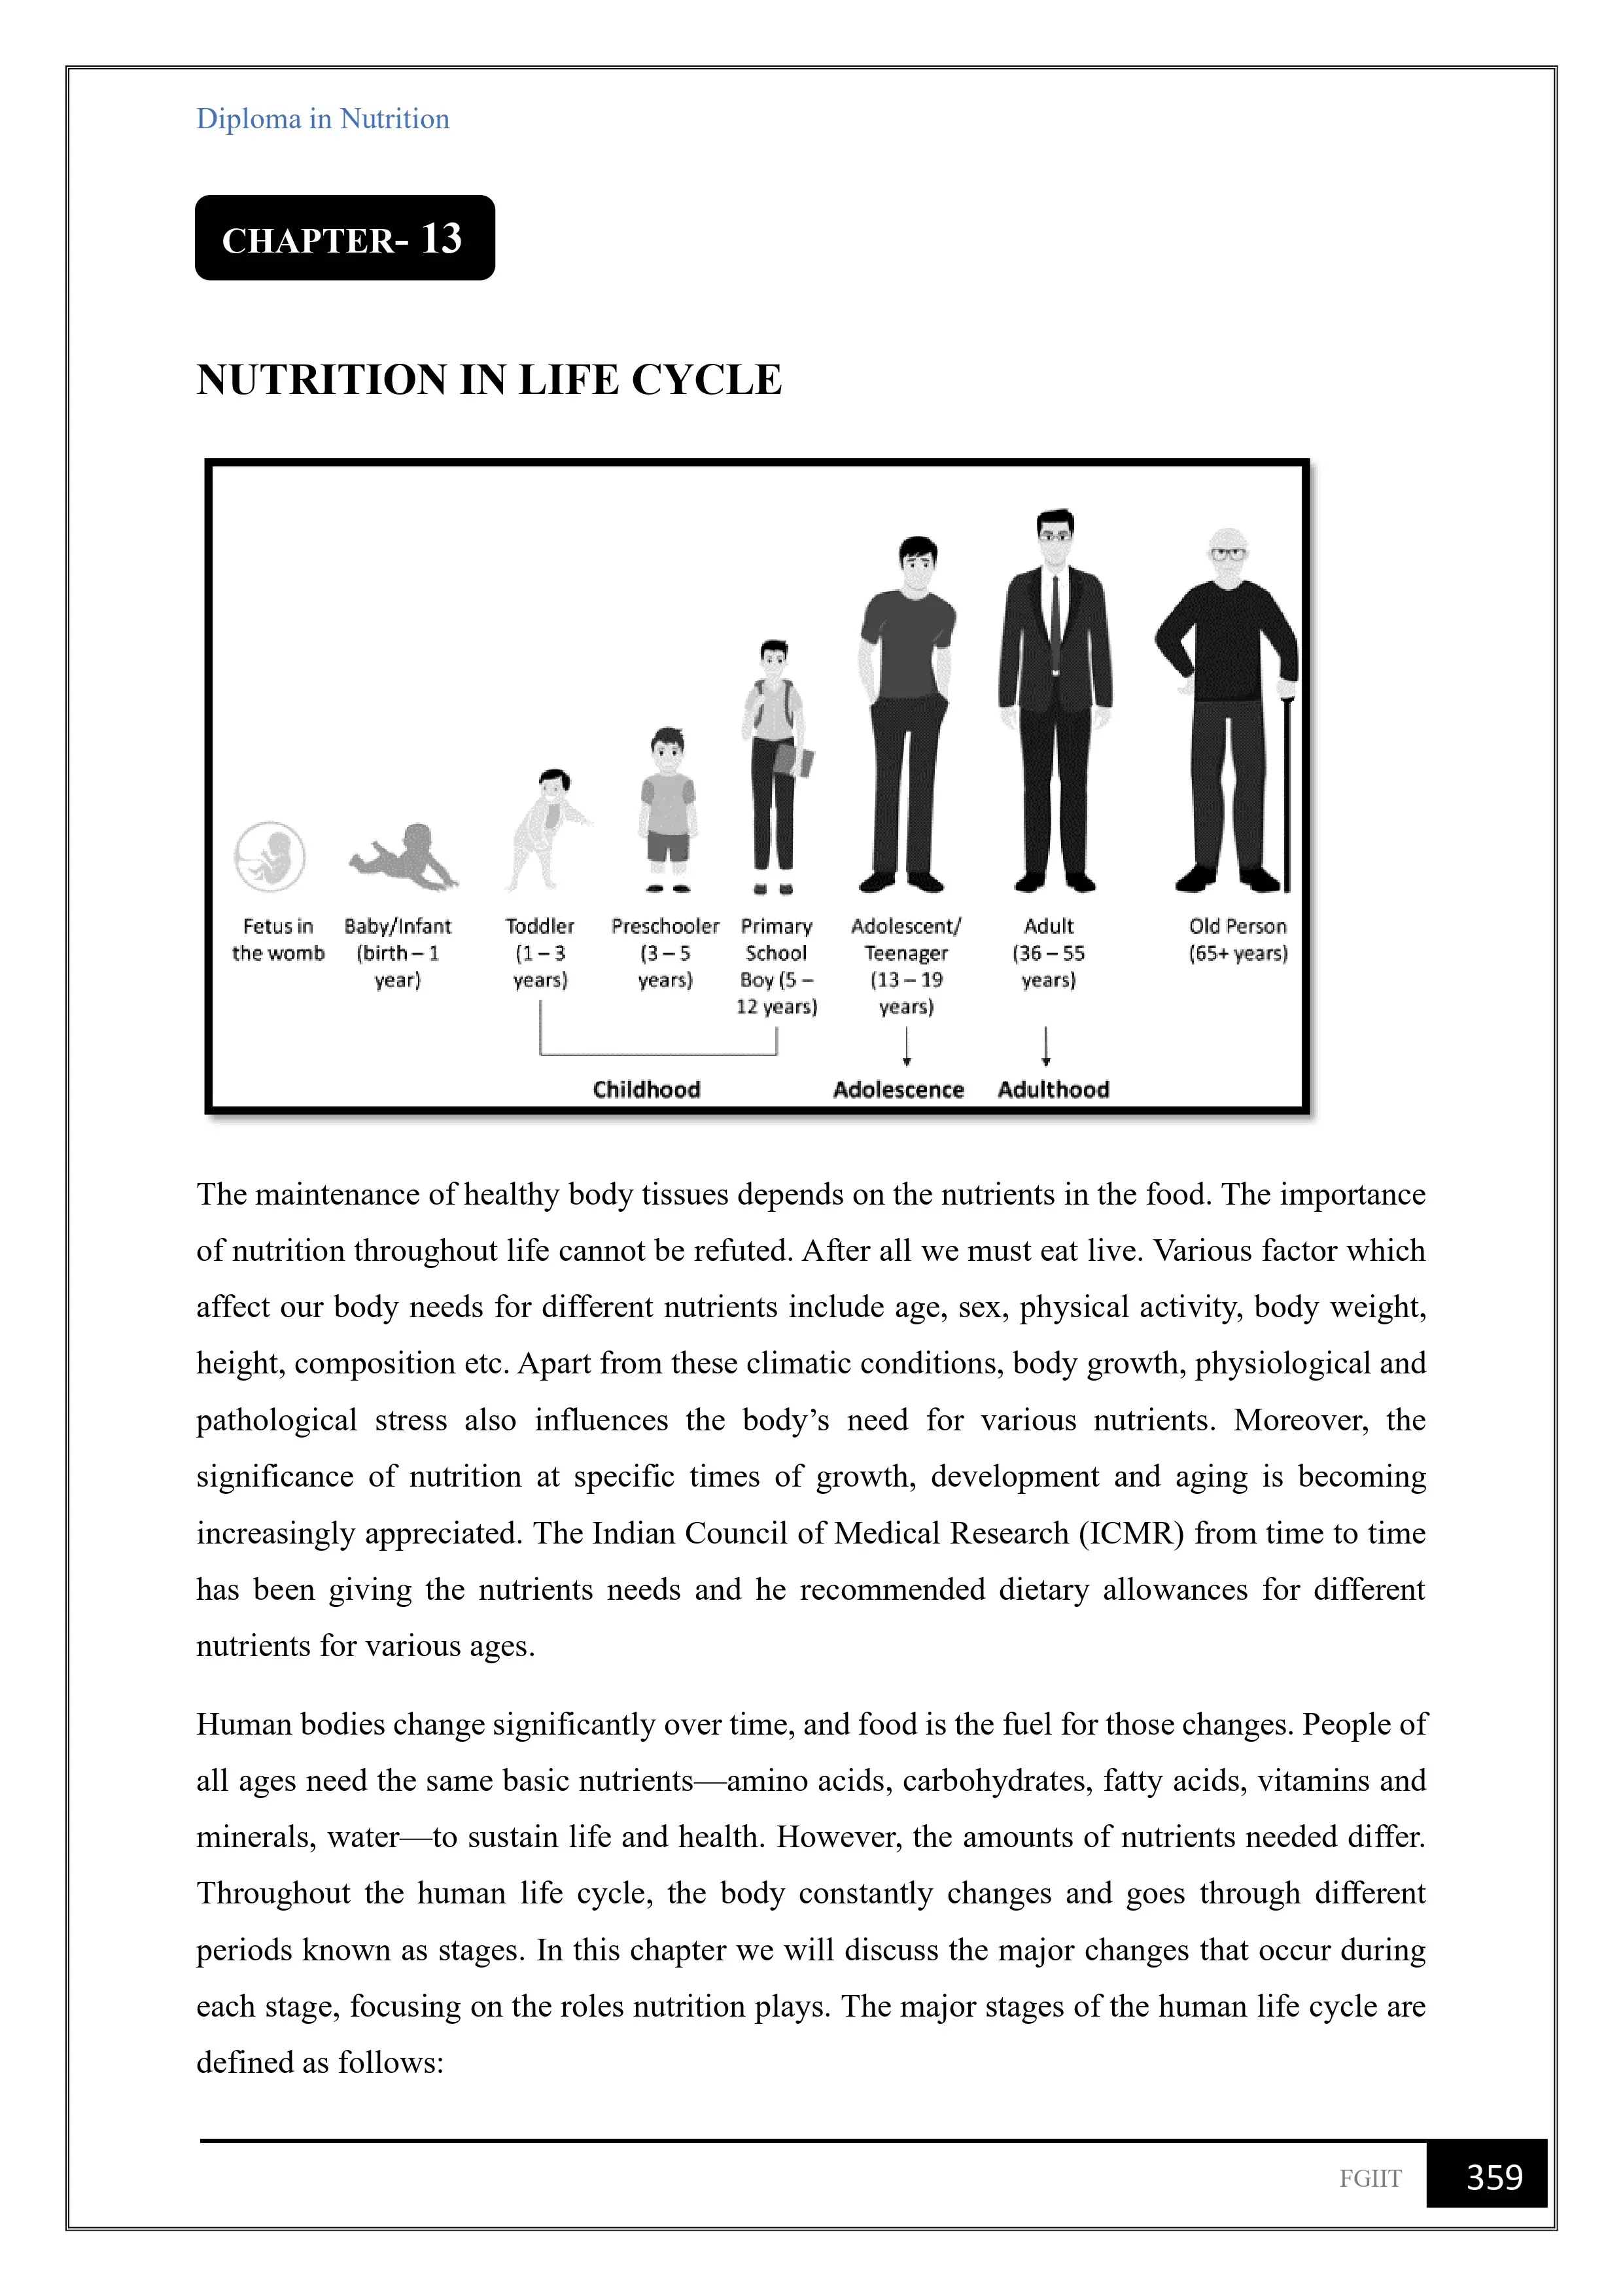 Diploma in Nutrition
CHAPTER- 13
NUTRITION IN LIFE CYCLE
Fetus in
the womb
Baby/Infant
(birth – 1
year)
Toddler
(1 – 3
years)
Preschooler
(3 – 5
years)
Primary
School
Boy (5 –
12 years)
Adolescent/
Teenager
(13 – 19
years)
Adult
(36 – 55
years)
Old Person
(65+ years)
Childhood
Adolescence
Adulthood
The maintenance of healthy body tissues depends on the nutrients in the food. The importance
of nutrition throughout life cannot be refuted. After all we must eat live. Various factor which
affect our body needs for different nutrients include age, sex, physical activity, body weight,
height, composition etc. Apart from these climatic conditions, body growth, physiological and
pathological stress also influences the body’s need for various nutrients. Moreover, the
significance of nutrition at specific times of growth, development and aging is becoming
increasingly appreciated. The Indian Council of Medical Research (ICMR) from time to time
has been giving the nutrients needs and he recommended dietary allowances for different
nutrients for various ages.
Human bodies change significantly over time, and food is the fuel for those changes. People of
all ages need the same basic nutrients—amino acids, carbohydrates, fatty acids, vitamins and
minerals, water—to sustain life and health. However, the amounts of nutrients needed differ.
Throughout the human life cycle, the body constantly changes and goes through different
periods known as stages. In this chapter we will discuss the major changes that occur during
each stage, focusing on the roles nutrition plays. The major stages of the human life cycle are
defined as follows:
FGIIT
359